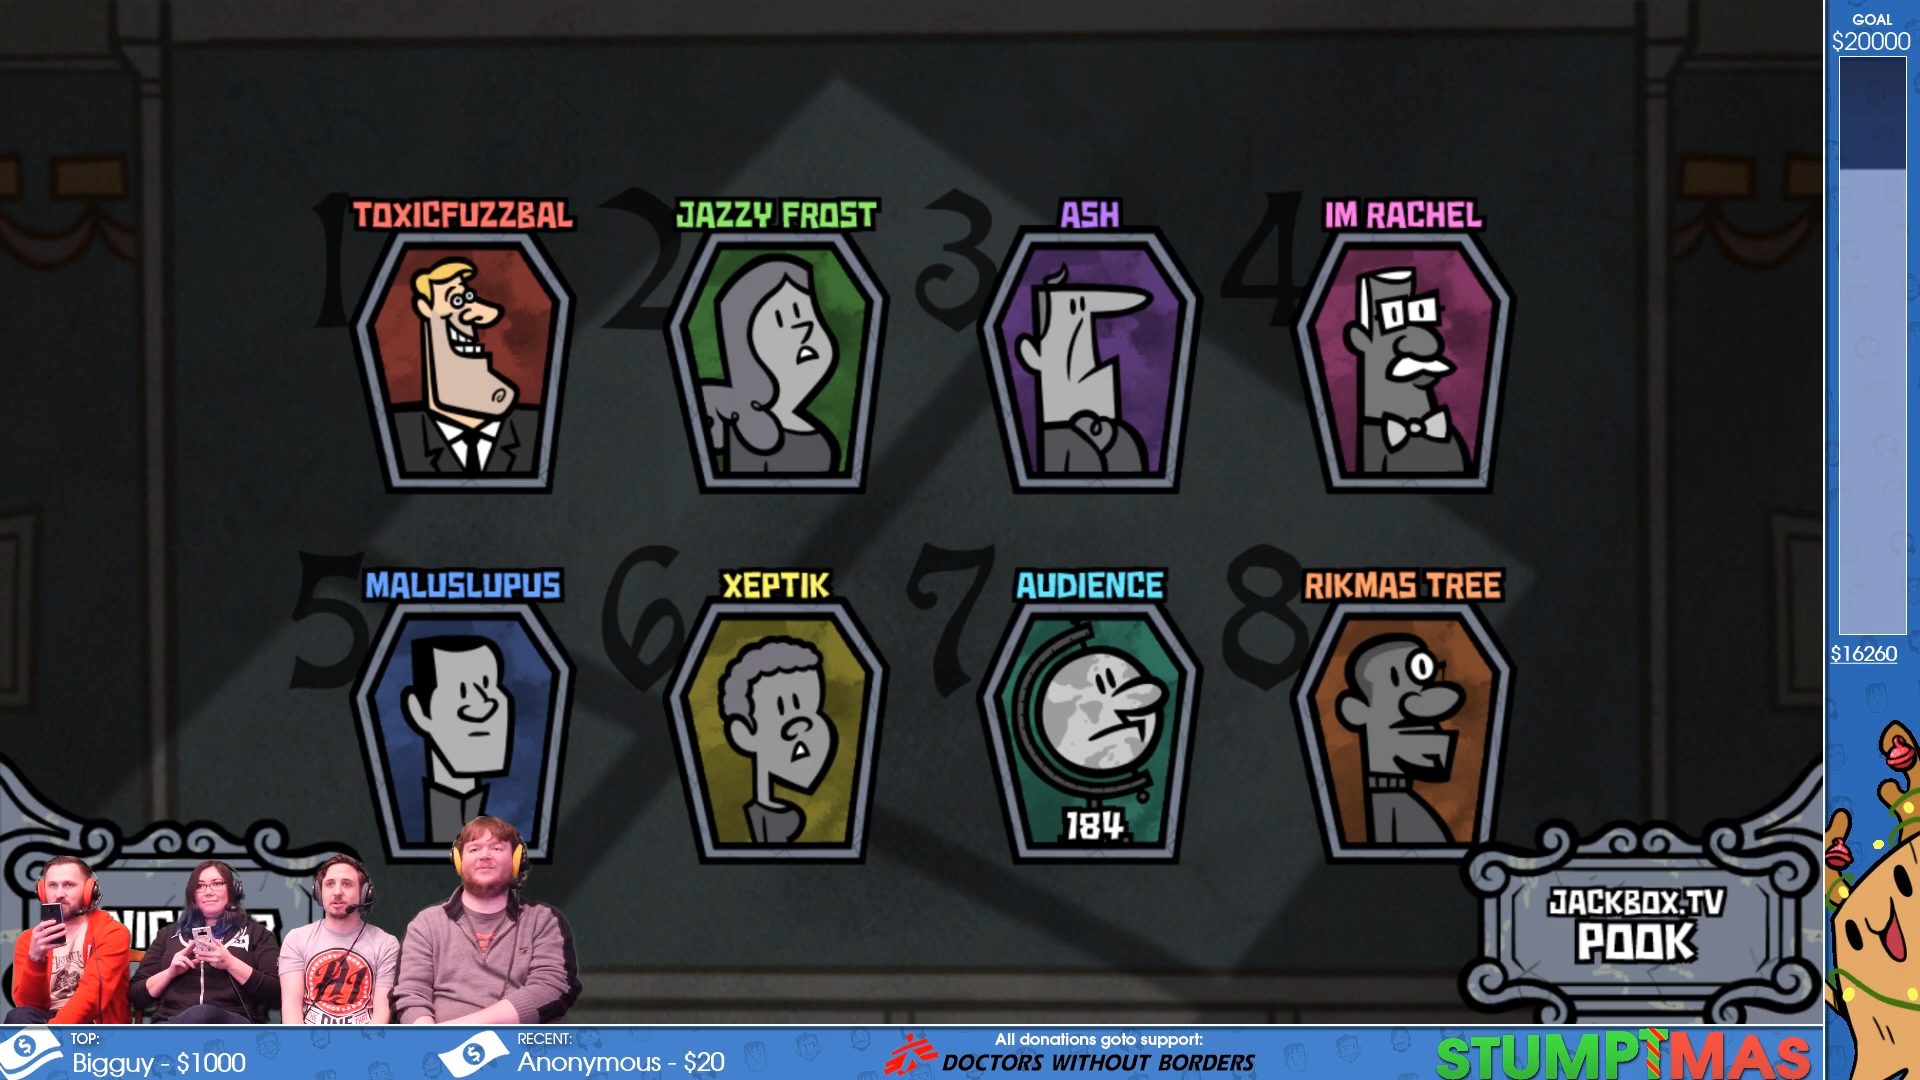 GOAL
$20000
1 TOXICFUZZBAL
2 JAZZY FROST
3 ASH
4 IM RACHEL
5 MALUSLUPUS
6 XEPTIK
7 AUDIENCE
184
8 RIKMAS TREE
$16260
JACKBOX.TV
POOK
TOP:
Bigguy - $1000
RECENT:
Anonymous - $20
All donations goto support:
DOCTORS WITHOUT BORDERS
STUMPTMAS